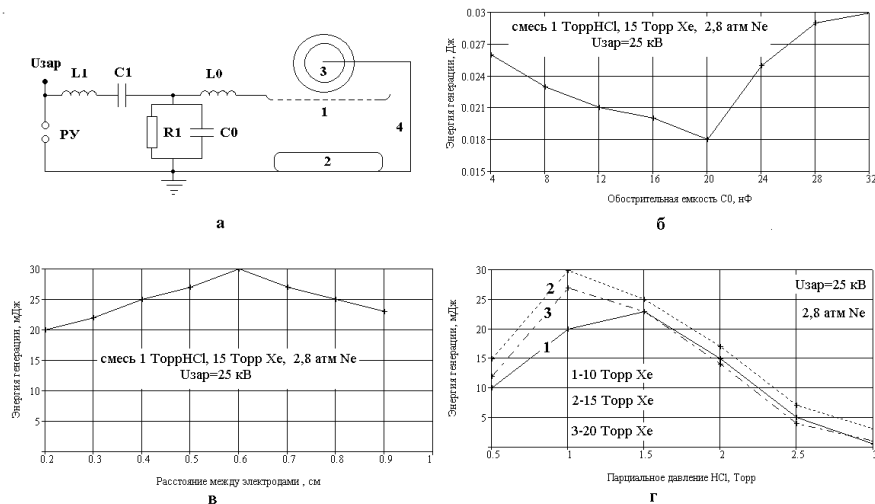 Uзар
L1
C1
L0
3
1
РУ
R1
C0
4
2
а
Энергия генерации, Дж
0.03
0.027
0.024
0.021
0.018
0.015
смесь 1 ТоррHCl, 15 Торр Xe, 2,8 атм Ne
Uзар=25 кВ
4 8 12 16 20 24 28 32
Обострительная емкость С0, нФ
б
Энергия генерации, мДж
30
25
20
15
10
5
смесь 1 ТоррHCl, 15 Торр Xe, 2,8 атм Ne
Uзар=25 кВ
0.2 0.3 0.4 0.5 0.6 0.7 0.8 0.9 1
Расстояние между электродами , см
в
Энергия генерации, мДж
30
25
20
15
10
5
2
3
1
Uзар=25 кВ
2,8 атм Ne
1-10 Торр Xe
2-15 Торр Xe
3-20 Торр Xe
0.5 1 1.5 2 2.5 3
Парциальное давление HCl, Торр
г